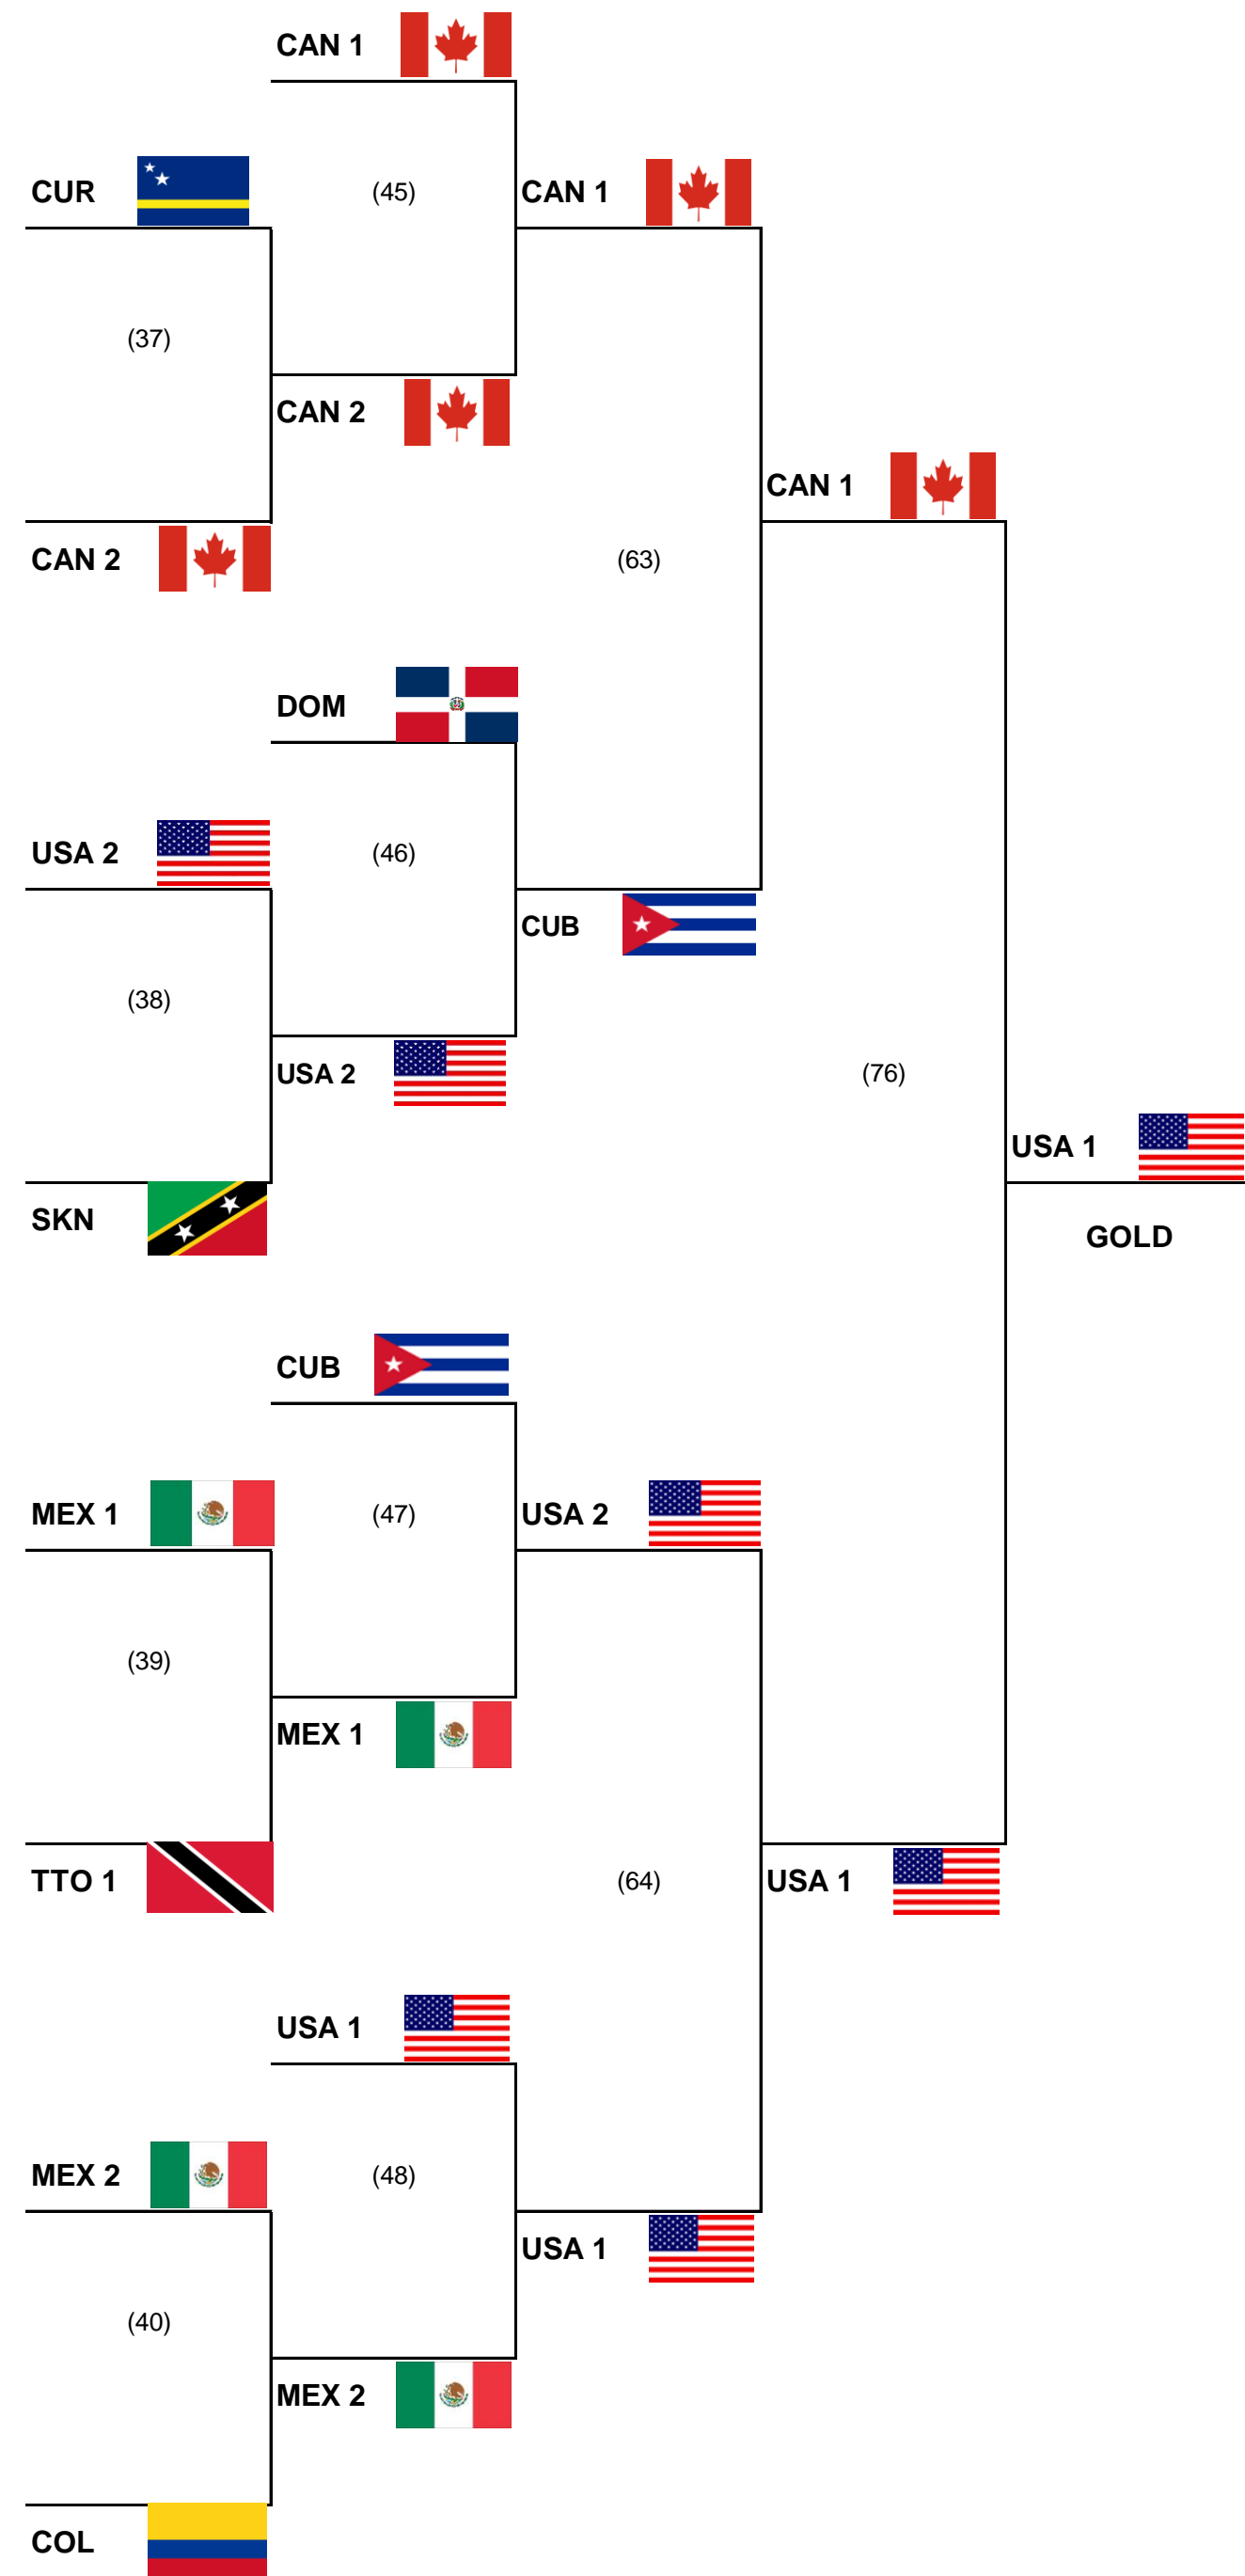 CAN 1
CUR
(45)
CAN 1
(37)
CAN 2
CAN 1
CAN 2
(63)
DOM
USA 2
(46)
CUB
(38)
USA 2
(76)
USA 1
SKN
GOLD
CUB
MEX 1
(47)
USA 2
(39)
MEX 1
TTO 1
(64)
USA 1
USA 1
MEX 2
(48)
USA 1
(40)
MEX 2
COL